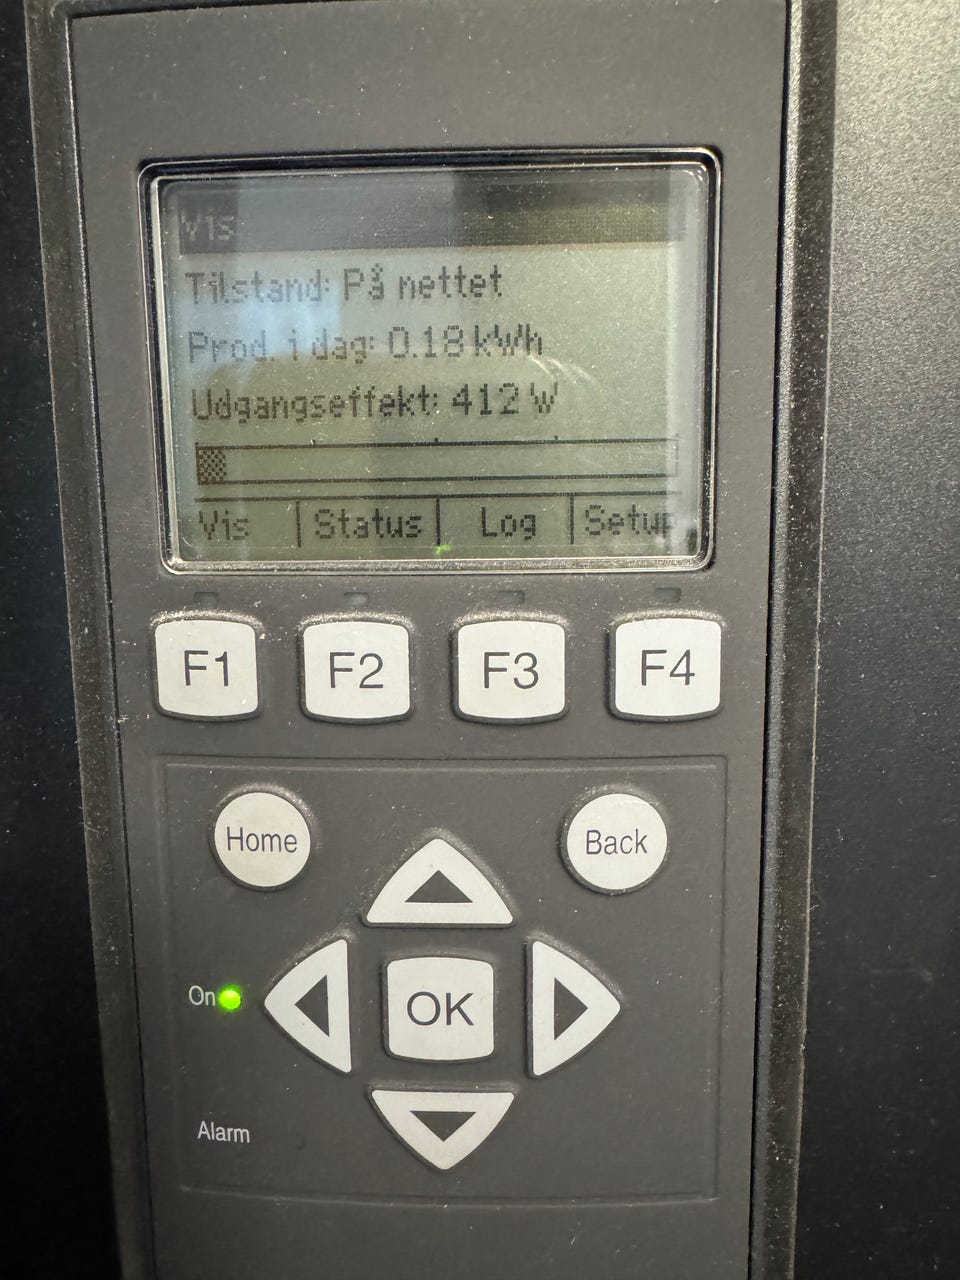 Vis
Tilstand: På nettet
Prod. i dag: 0.18 kWh
Udgangseffekt: 412 W
Vis Status Log Setup
F1 F2 F3 F4
Home Back
On OK
Alarm